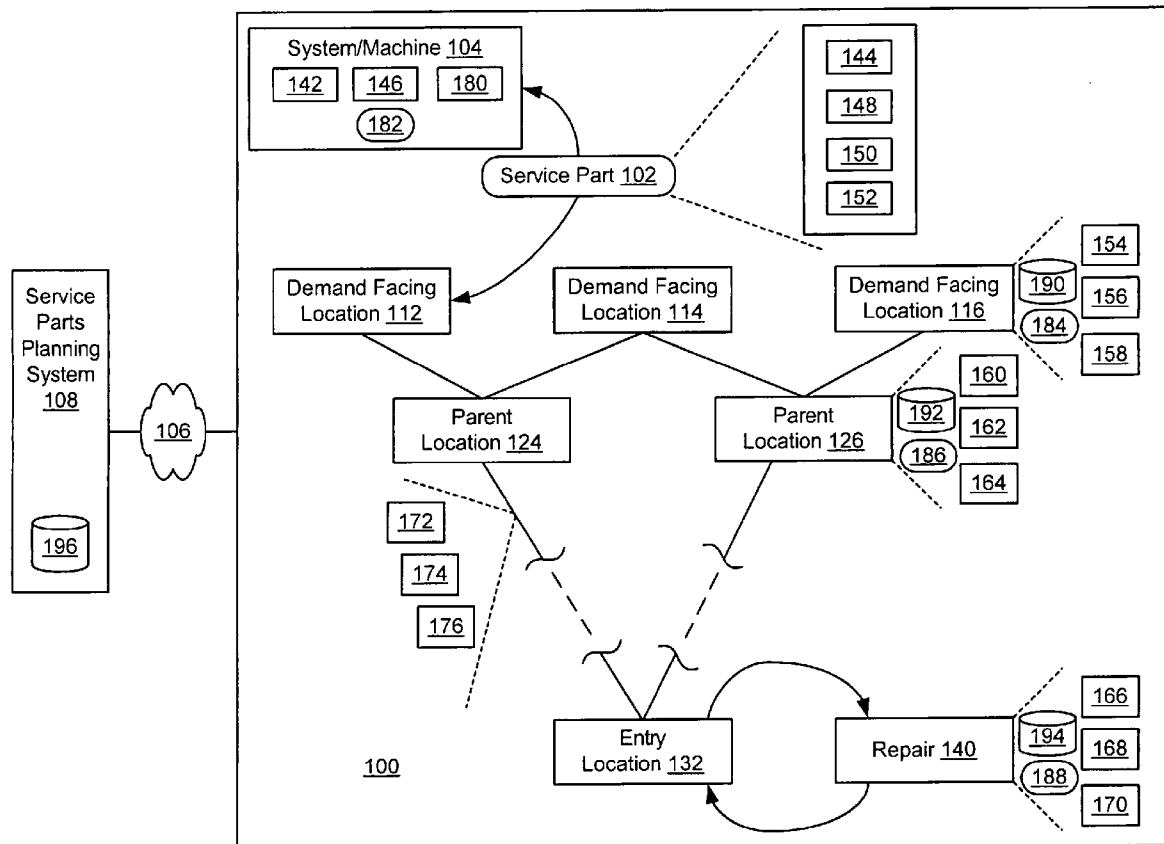 System/Machine 104
142 146 180
182
144
148
150
152
Service Part 102
Demand Facing
Location 112
Demand Facing
Location 114
Demand Facing
Location 116
190
184
154
156
158
Service
Parts
Planning
System
108
196
106
Parent
Location 124
Parent
Location 126
192
186
160
162
164
172
174
176
Entry
Location 132
Repair 140
194
188
166
168
170
100